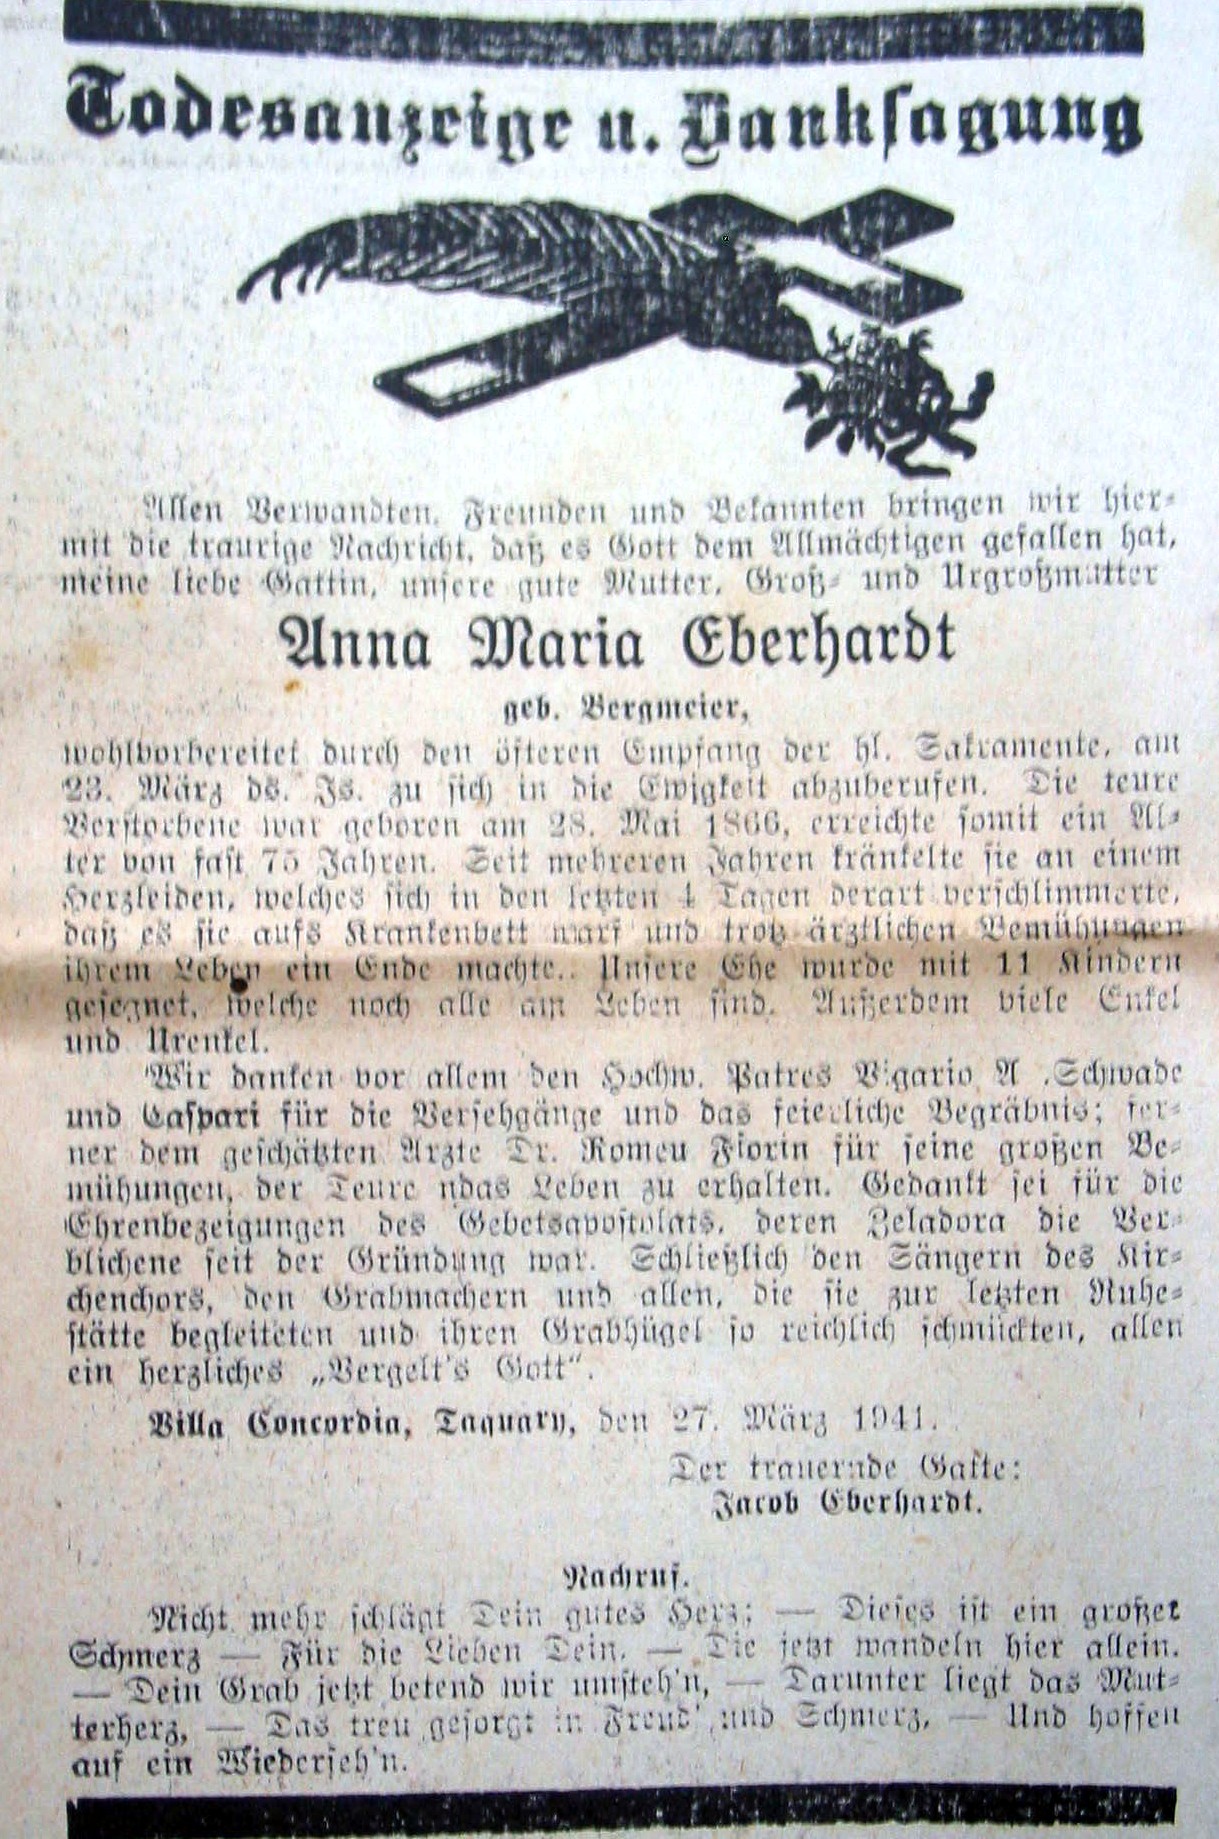 Todesanzeige u. Danksagung
Allen Verwandten, Freunden und Bekannten bringen wir hier-
mit die traurige Nachricht, daß es Gott dem Allmächtigen gefallen hat,
meine liebe Gattin, unsere gute Mutter, Groß- und Urgroßmutter
Anna Maria Eberhardt
geb. Bergmeier,
wohlvorbereitet durch den öfteren Empfang der hl. Sakramente, am
23. März ds. Js. zu sich in die Ewigkeit abzuberufen. Die teure
Verstorbene war geboren am 28. Mai 1866, erreichte somit ein Al-
ter von fast 75 Jahren. Seit mehreren Jahren kränkelte sie an einem
Herzleiden, welches sich in den letzten 4 Tagen derart verschlimmerte,
daß es sie aufs Krankenbett warf und trotz ärztlichen Bemühungen
ihrem Leben ein Ende machte.. Unsere Ehe wurde mit 11 Kindern
gesegnet, welche noch alle am Leben sind. Außerdem viele Enkel
und Urenkel.
Wir danken vor allem den Hochw. Patres Vigario A .Schwade
und Caspari für die Versehgänge und das feierliche Begräbnis; fer-
ner dem geschätzten Arzte Dr. Romeu Fiorin für seine großen Be-
mühungen, der Teure ndas Leben zu erhalten. Gedankt sei für die
Ehrenbezeigungen des Gebetsapostolats, deren Zeladora die Ver-
blichene seit der Gründung war. Schließlich den Sängern des Kir-
chenchors, den Grabmachern und allen, die sie zur letzten Ruhe-
stätte begleiteten und ihren Grabhügel so reichlich schmückten, allen
ein herzliches „Vergelt's Gott“.
Villa Concordia, Taquary, den 27. März 1941.
Der trauernde Gatte:
Jacob Eberhardt.
Nachruf.
Nicht mehr schlägt Dein gutes Herz; — Dieses ist ein großer
Schmerz — Für die Lieben Dein, — Die jetzt wandeln hier allein.
— Dein Grab jetzt betend wir umsteh'n, — Darunter liegt das Mut-
terherz, — Das treu gesorgt in Freud' und Schmerz, — Und hoffen
auf ein Wiederseh'n.